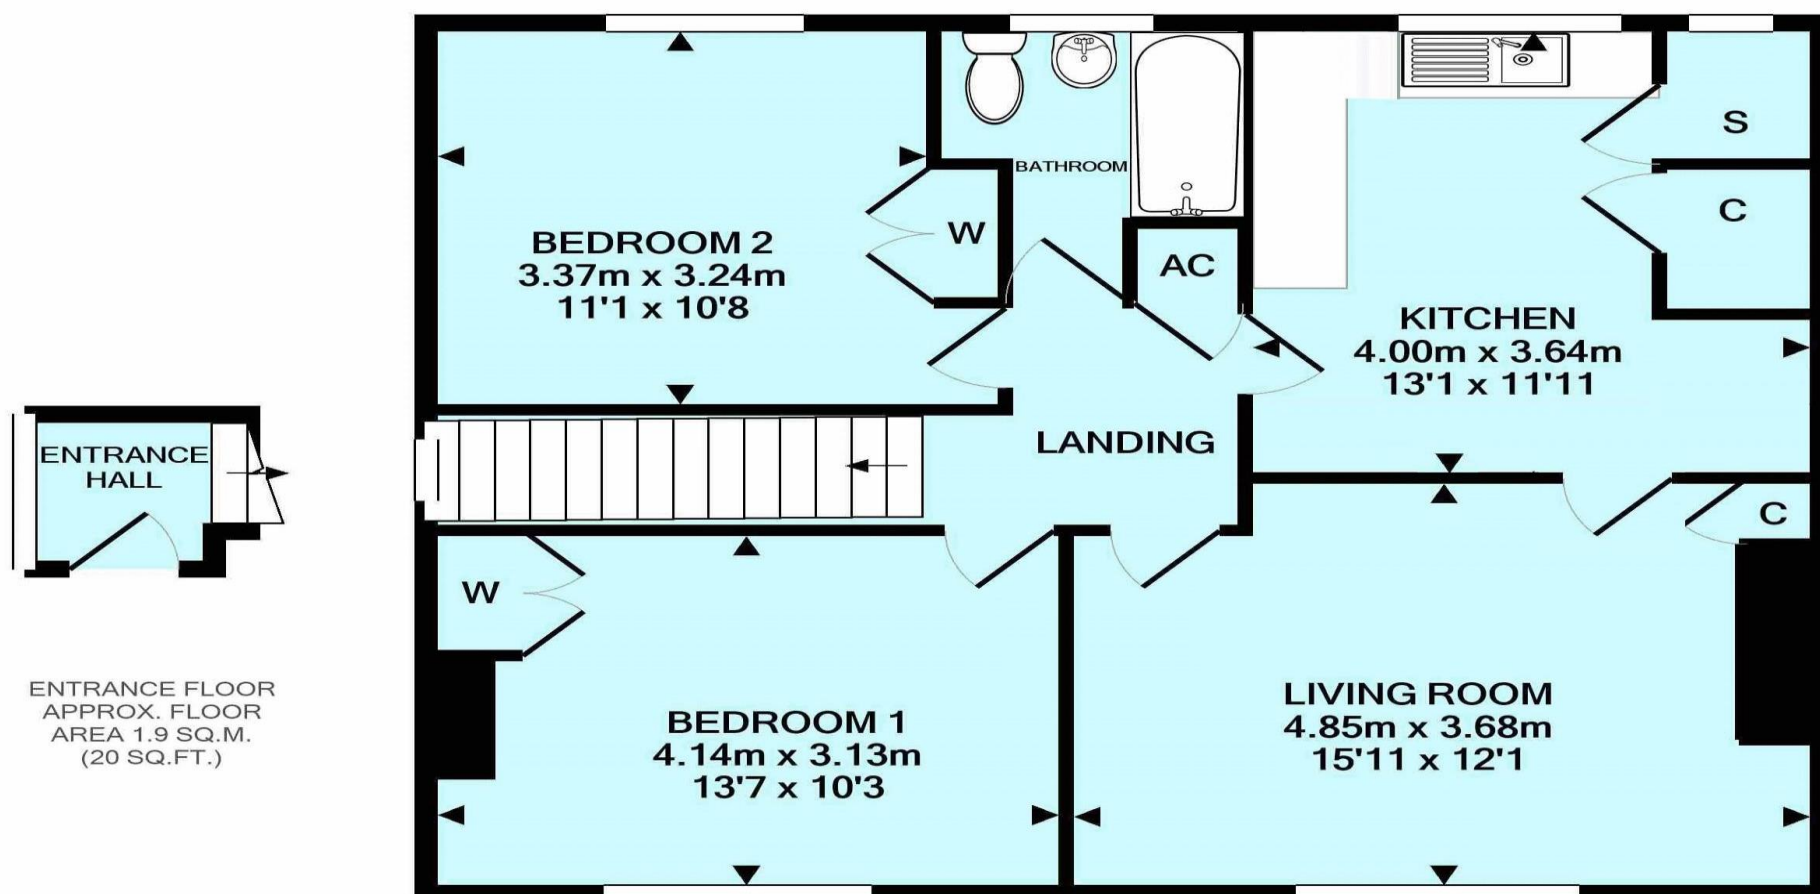 BATHROOM
S
C
W
AC
BEDROOM 2
3.37m x 3.24m
11'1 x 10'8
KITCHEN
4.00m x 3.64m
13'1 x 11'11
ENTRANCE
HALL
LANDING
C
W
ENTRANCE FLOOR
APPROX. FLOOR
AREA 1.9 SQ.M.
(20 SQ.FT.)
BEDROOM 1
4.14m x 3.13m
13'7 x 10'3
LIVING ROOM
4.85m x 3.68m
15'11 x 12'1